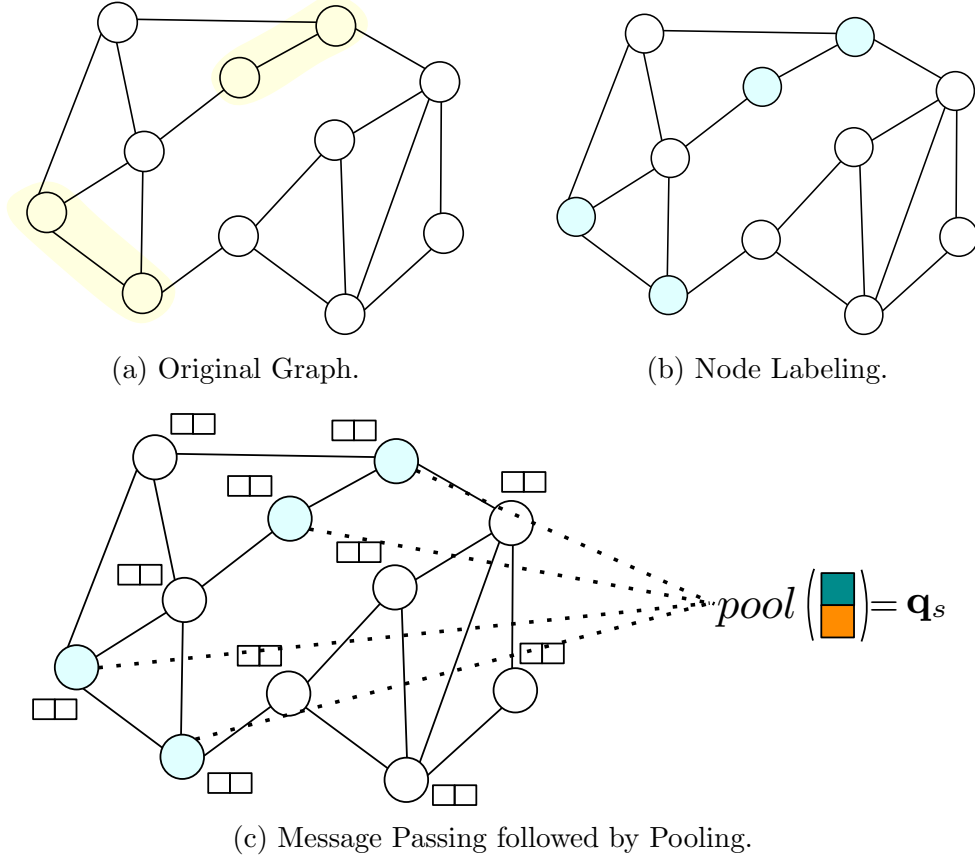 (a) Original Graph.
(b) Node Labeling.
pool ( ) = q_s
(c) Message Passing followed by Pooling.